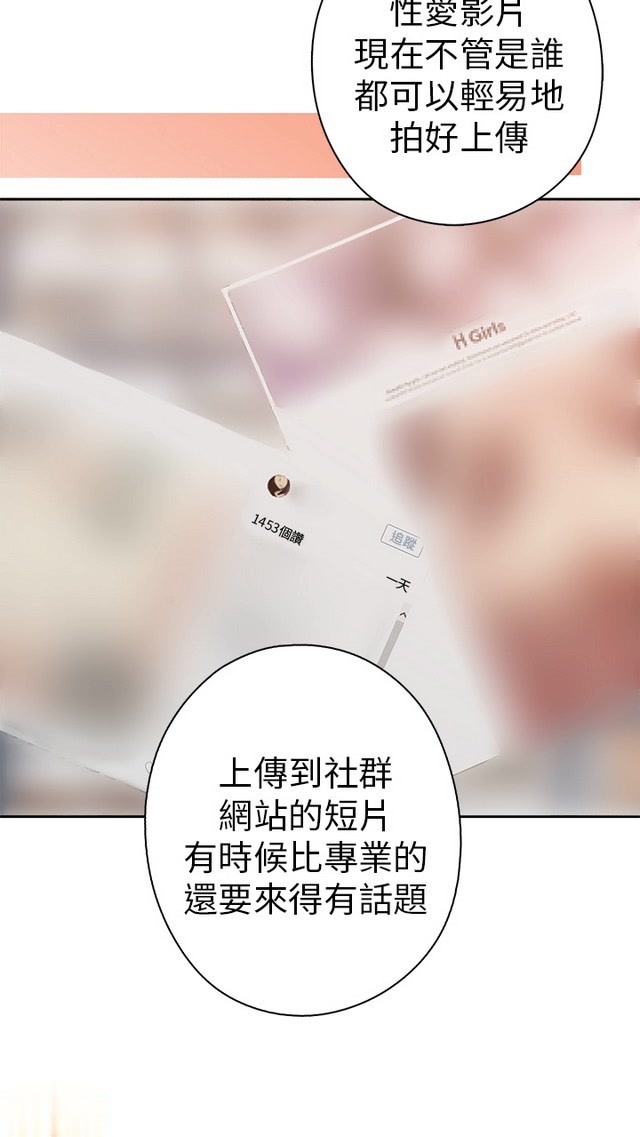 性愛影片
現在不管是誰
都可以輕易地
拍好上傳
H Girls
1453個讚
追蹤
一天
上傳到社群
網站的短片
有時候比專業的
還要來得有話題